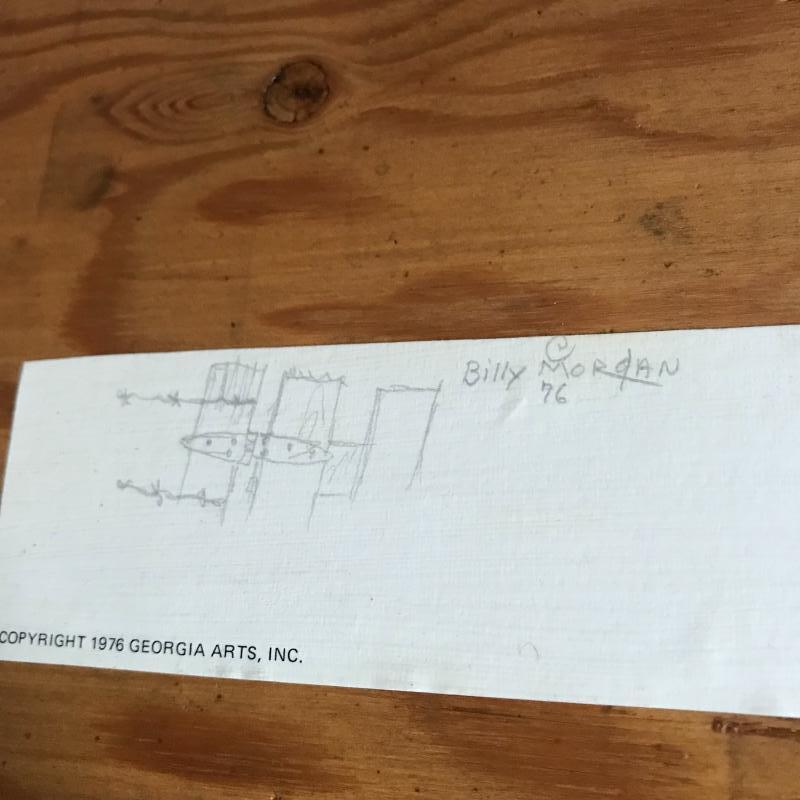 ©
Billy MORGAN
76
COPYRIGHT 1976 GEORGIA ARTS, INC.